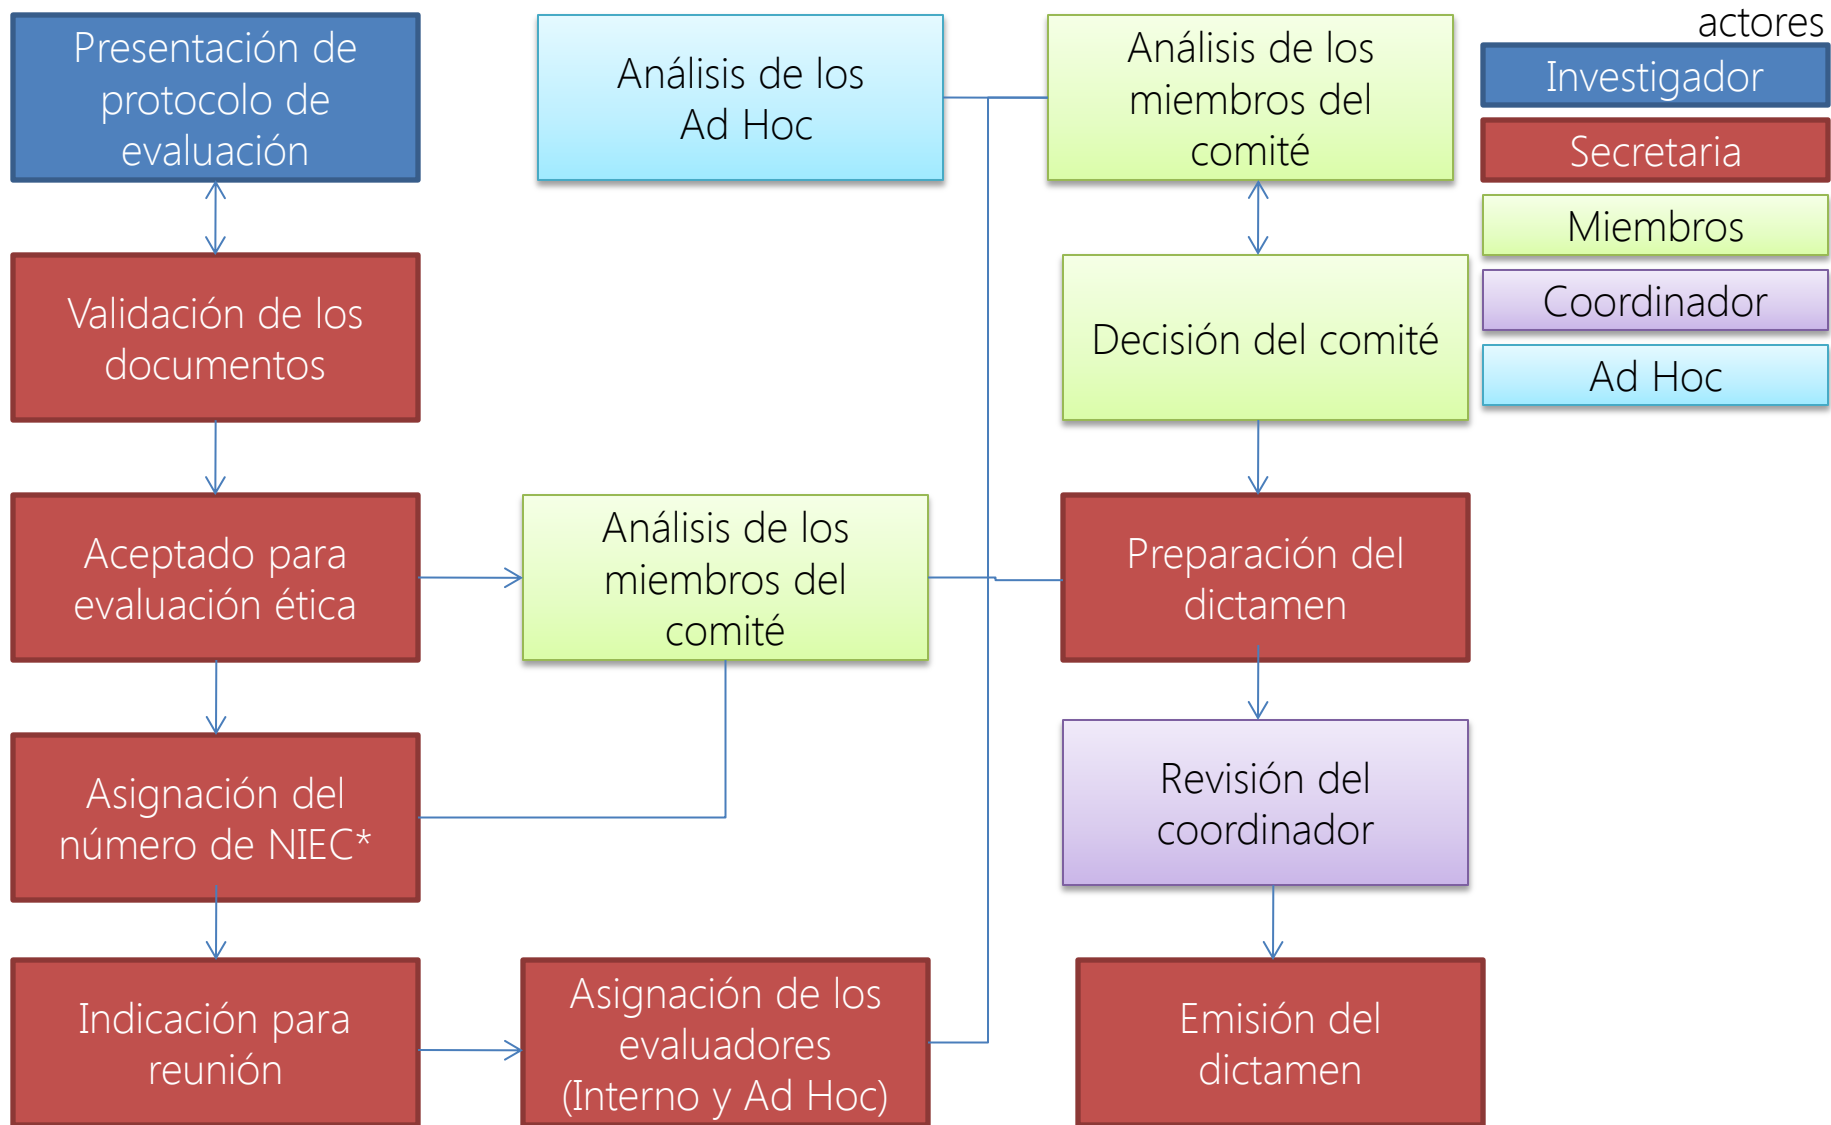 Presentación de
protocolo de
evaluación
Validación de los
documentos
Aceptado para
evaluación ética
Asignación del
número de NIEC*
Indicación para
reunión
Análisis de los
Ad Hoc
Análisis de los
miembros del
comité
Asignación de los
evaluadores
(Interno y Ad Hoc)
Análisis de los
miembros del
comité
Decisión del comité
Preparación del
dictamen
Revisión del
coordinador
Emisión del
dictamen
actores
Investigador
Secretaria
Miembros
Coordinador
Ad Hoc